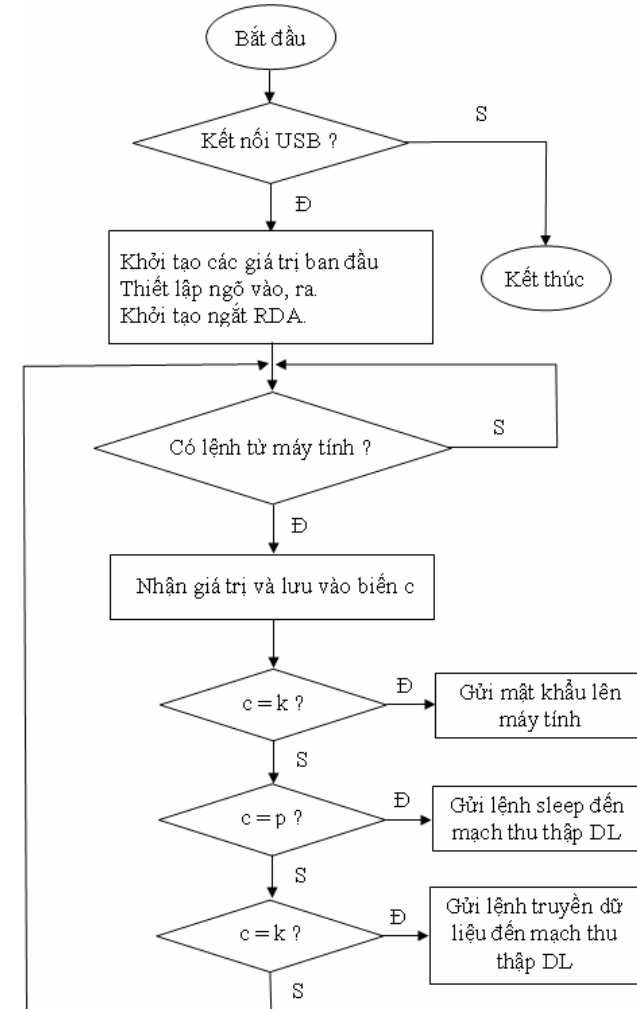 Bắt đầu
S
Kết nối USB ?
Đ
Khởi tạo các giá trị ban đầu
Thiết lập ngõ vào, ra.
Khởi tạo ngắt RDA.
Kết thúc
S
Có lệnh từ máy tính ?
Đ
Nhận giá trị và lưu vào biến c
c = k ?
Đ
Gửi mật khẩu lên
máy tính
S
c = p ?
Đ
Gửi lệnh sleep đến
mạch thu thập DL
S
c = k ?
Đ
Gửi lệnh truyền dữ
liệu đến mạch thu
thập DL
S